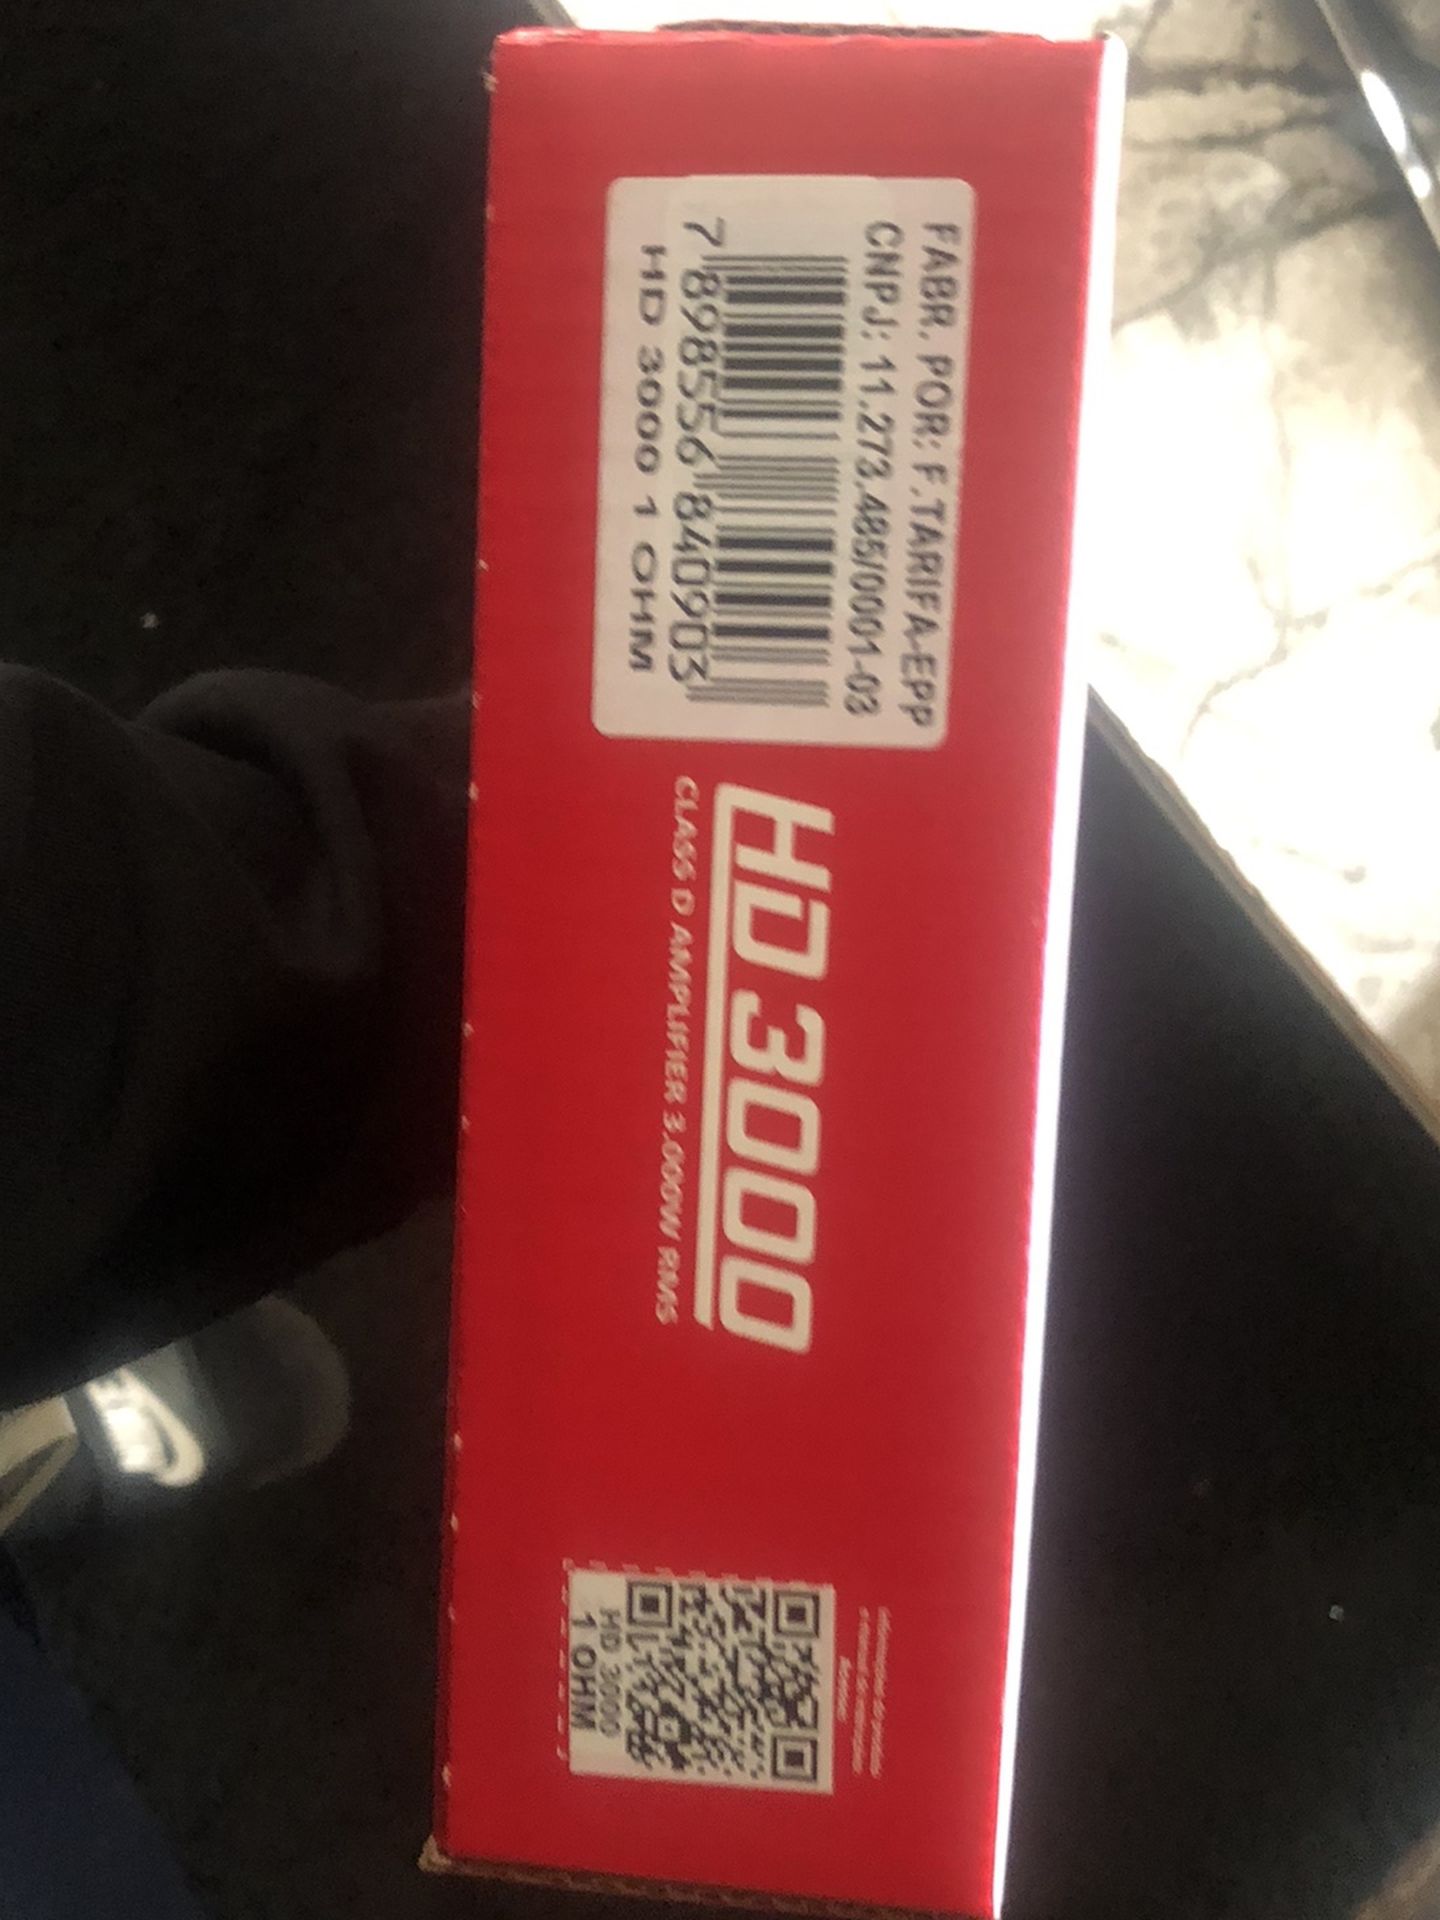 FABR. POR: F.TARIFA-EPP
CNPJ: 11.273.485/0001-03
7 898556 840903
HD 3000 1 OHM
HD 3000
CLASS D AMPLIFIER 3.000W RMS
HD 3000
1 OHM